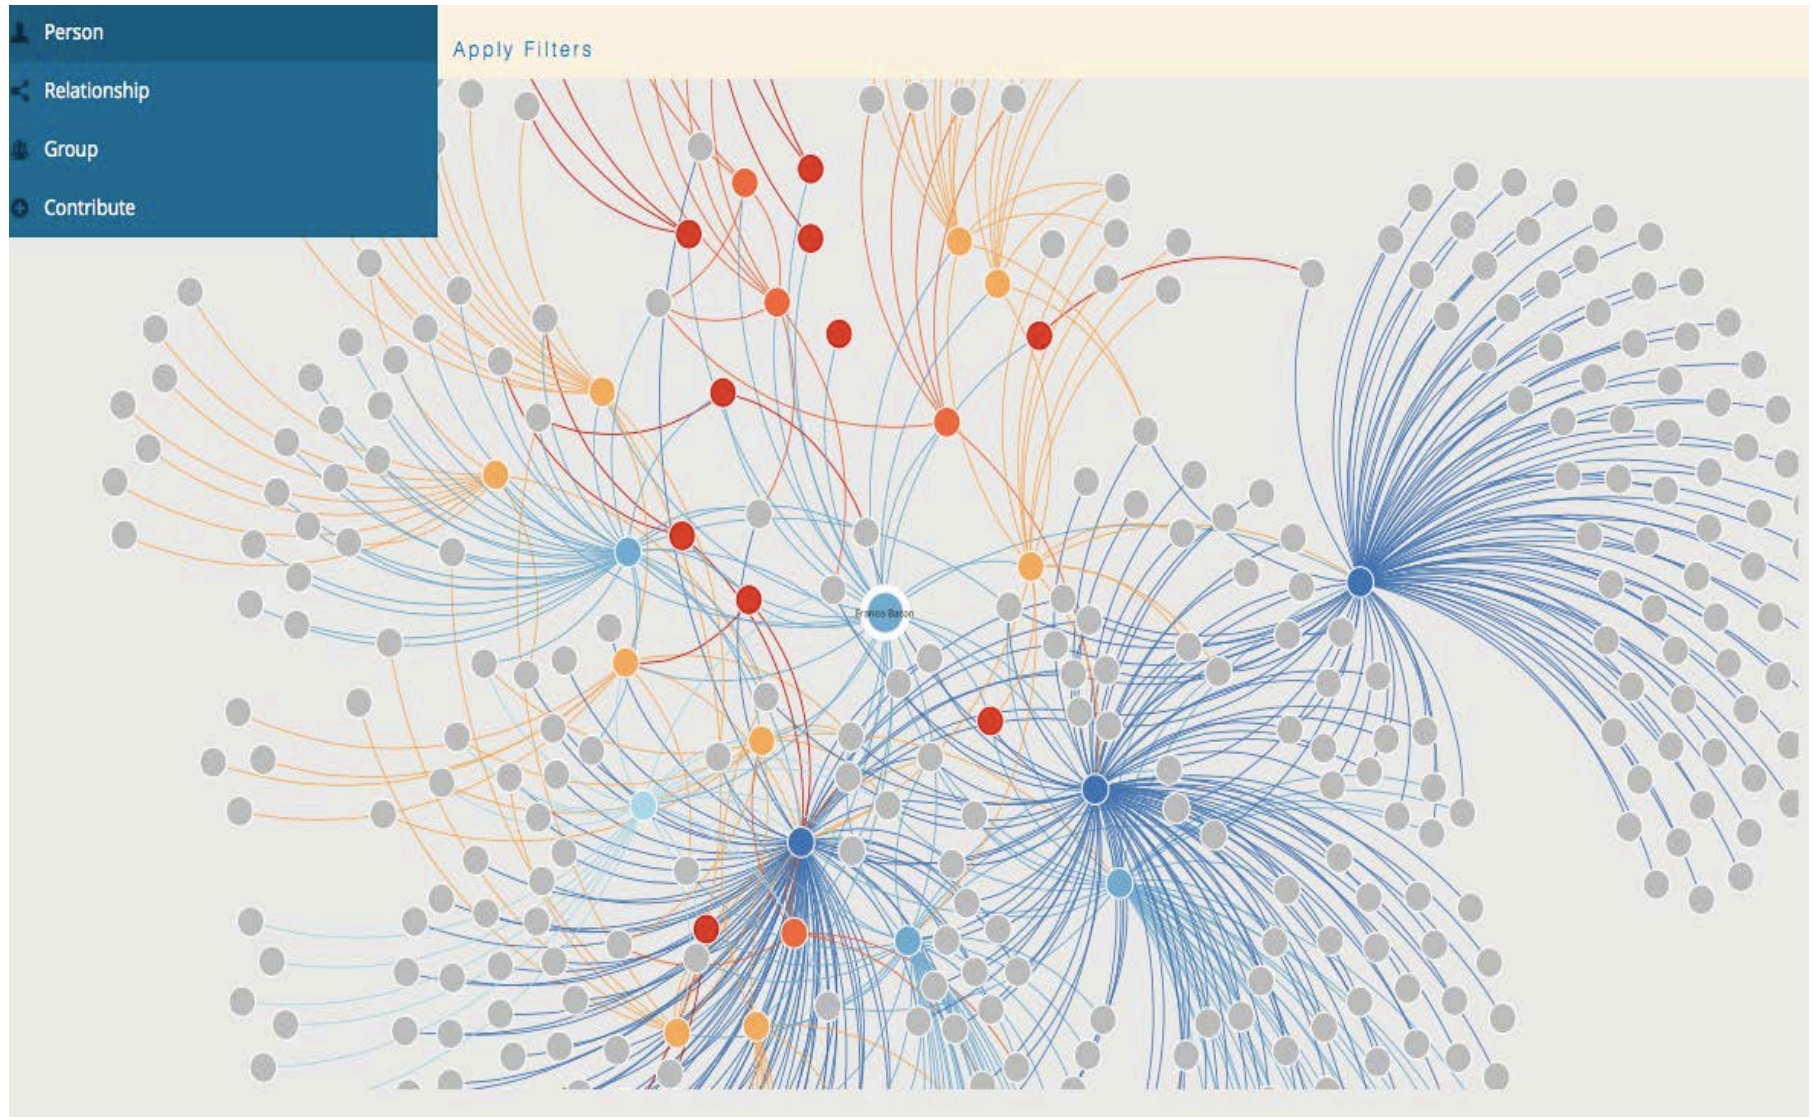 Person
Apply Filters
Relationship
Group
Contribute
Francis Bacon